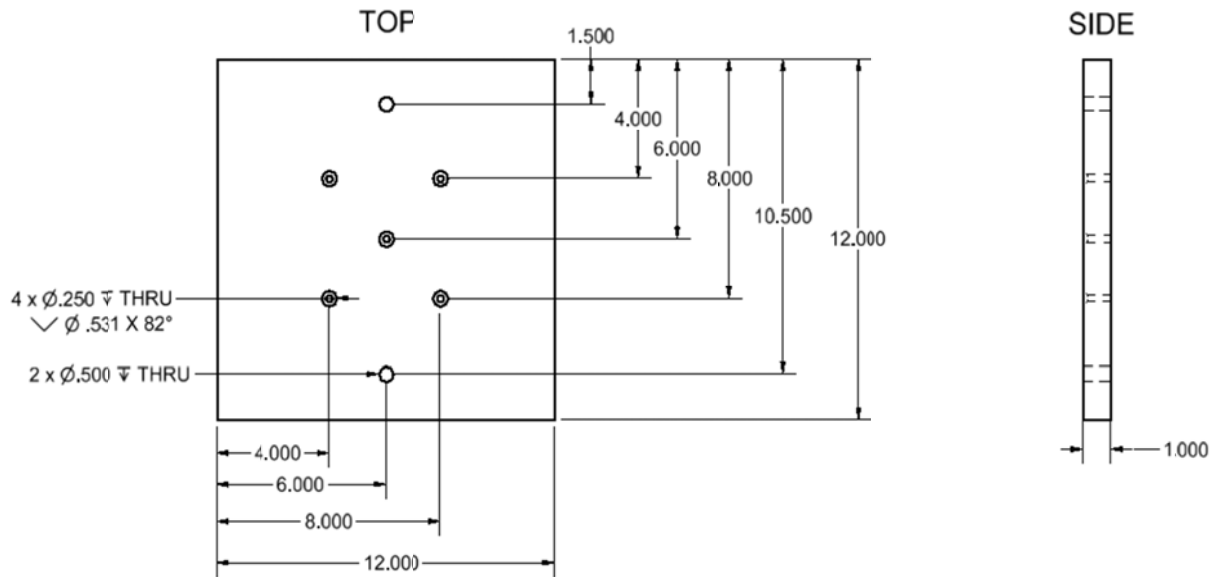 TOP
SIDE
1.500
4.000
6.000
8.000
10.500
12.000
4 x Ø.250 ↧ THRU
⌵ Ø .531 X 82°
2 x Ø.500 ↧ THRU
4.000
6.000
8.000
12.000
1.000